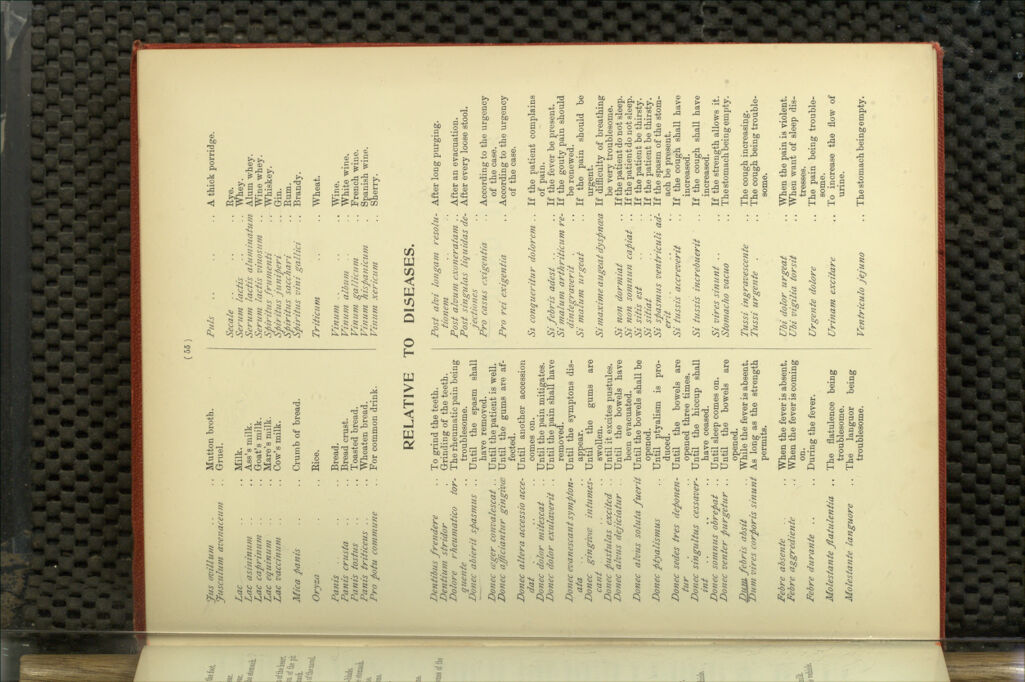 ( 55 )
Jus ovillum .. .. Mutton broth.
Jusculum avenaceum .. Gruel.
Lac .. .. .. Milk.
Lac asininum .. .. Ass's milk.
Lac caprinum .. .. Goat's milk.
Lac equinum .. .. Mare's milk.
Lac vaccinum .. .. Cow's milk.
Mica panis .. .. Crumb of bread.
Oryza .. .. .. Rice.
Panis .. .. .. Bread.
Panis crusta .. .. Bread crust.
Panis tostus .. .. Toasted bread.
Panis triticeus .. .. Wheaten bread.
Pro potu commune .. For common drink.
Puls .. .. .. A thick porridge.
Secale .. .. .. Rye.
Serum lactis .. .. Whey.
Serum lactis aluminatum Alum whey.
Serum lactis vinosum .. Wine whey.
Spiritus frumenti .. Whiskey.
Spiritus juniperi .. Gin.
Spiritus sacchari .. Rum.
Spiritus vini gallici .. Brandy.
Triticum .. .. Wheat.
Vinum .. .. .. Wine.
Vinum album .. .. White wine.
Vinum gallicum .. French wine.
Vinum hispanicum .. Spanish wine.
Vinum xericum .. Sherry.
RELATIVE TO DISEASES.
Dentibus frendere .. To grind the teeth.
Dentium stridor .. Grinding of the teeth.
Dolore rheumatico tor- The rheumatic pain being
quente .. .. troublesome.
Donec abierit spasmus .. Until the spasm shall
have removed.
Donec æger convalescat .. Until the patient is well.
Donec afficiantur gingivæ Until the gums are af-
fected.
Donec altera accessio acce- Until another accession
dat .. .. comes on.
Donec dolor mitescat .. Until the pain mitigates.
Donec dolor exulaverit .. Until the pain shall have
removed.
Donec evanescant sympton- Until the symptons dis-
ata .. .. appear.
Donec gingivæ intumes- Until the gums are
cant .. .. swollen.
Donec pustulas excited .. Until it excites pustules.
Donec alvus dejiciatur .. Until the bowels have
been evacuated.
Donec alvus soluta fuerit Until the bowels shall be
opened.
Donec ptyalismus .. Until ptyalism is pro-
duced.
Donec sedes tres deponen- Until the bowels are
tur .. .. opened three times.
Donec singultus cessaver- Until the hiccup shall
int .. .. have ceased.
Donec somnus obrepat .. Until sleep comes on.
Donec venter purgetur .. Until the bowels are
opened.
Dum febris absit .. While the fever is absent.
Dum vires corporis sinunt As long as the strength
permits.
Febre absente .. When the fever is absent.
Febre aggrediente .. When the fever is coming
on.
Febre durante .. .. During the fever.
Molestante flatulentia .. The flatulence being
troublesome.
Molestante languore .. The languor being
troublesome.
Post alvi longam resolu- After long purging.
tionem
Post alvum exoneratam .. After an evacuation.
Post singulas liquidas de- After every loose stool.
jectiones
Pro casus exigentia .. According to the urgency
of the case.
Pro rei exigentia .. According to the urgency
of the case.
Si conqueritur dolorem .. If the patient complains
of pain.
Si febris adest .. .. If the fever be present.
Si malum arthriticum re- If the gouty pain should
dintegraverit .. be renewed.
Si malum urgeat .. If the pain should be
urgent.
Si maxime augeat dyspnœa If difficulty of breathing
be very troublesome.
Si non dormiat .. If the patient do not sleep.
Si non somnum capiat .. If the patient do not sleep.
Si sitis est .. .. If the patient be thirsty.
Si sitiat .. .. If the patient be thirsty.
Si spasmus ventriculi ad- If the spasm of the stom-
erit .. .. ach be present.
Si tussis accreverit .. If the cough shall have
increased.
Si tussis increbuerit .. If the cough shall have
increased.
Si vires sinunt .. .. If the strength allows it.
Stomacho vacuo .. The stomach being empty.
Tussi ingravescente .. The cough increasing.
Tussi urgente .. .. The cough being trouble-
some.
Ubi dolor urgeat .. When the pain is violent.
Ubi vigilia torsit .. When want of sleep dis-
tresses.
Urgente dolore .. The pain being trouble-
some.
Urinam excitare .. To increase the flow of
urine.
Ventriculo jejuno .. The stomach being empty.